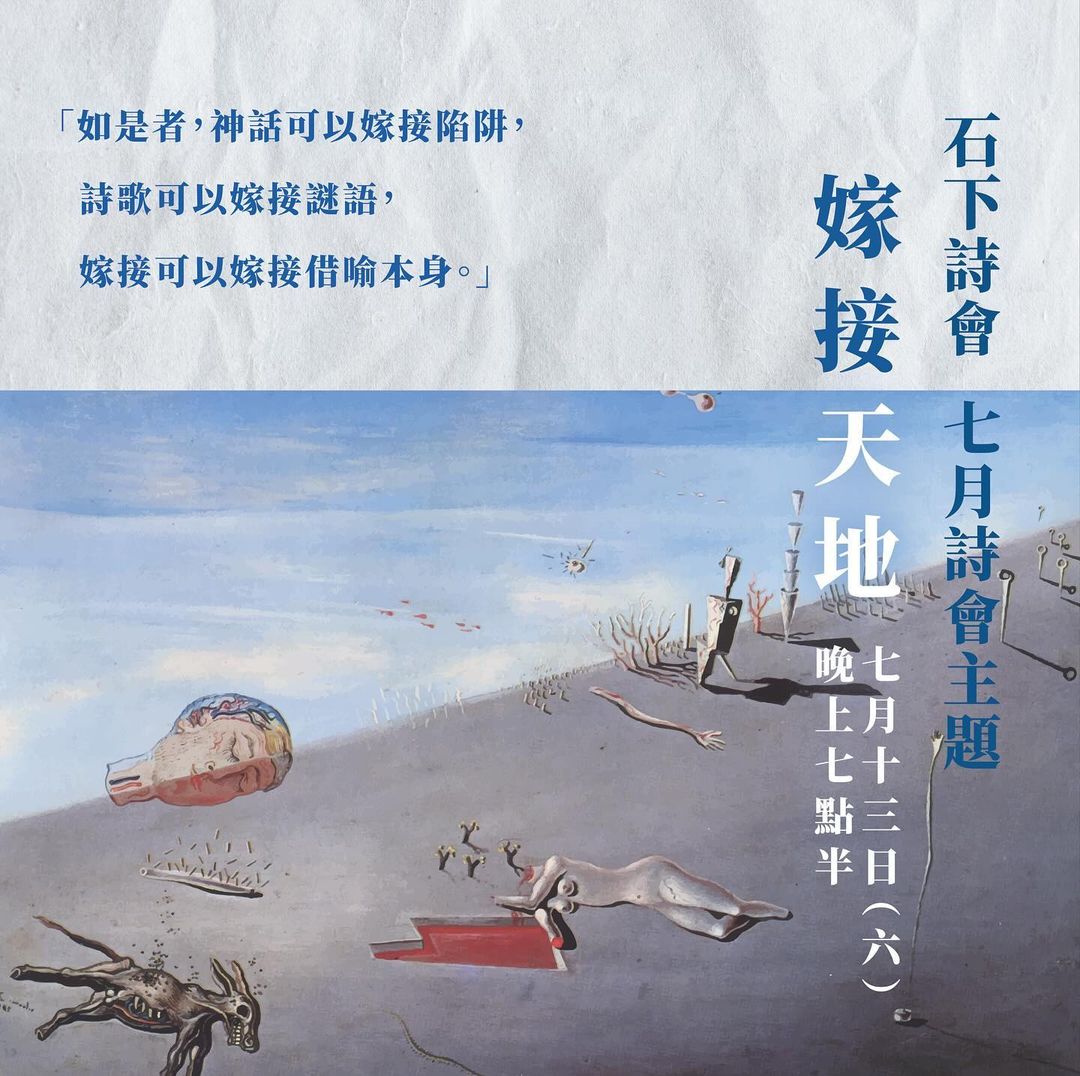 「如是者，神話可以嫁接陷阱，
詩歌可以嫁接謎語，
嫁接可以嫁接借喻本身。」
石下詩會 七月詩會主題
嫁接天地
七月十三日（六）
晚上七點半